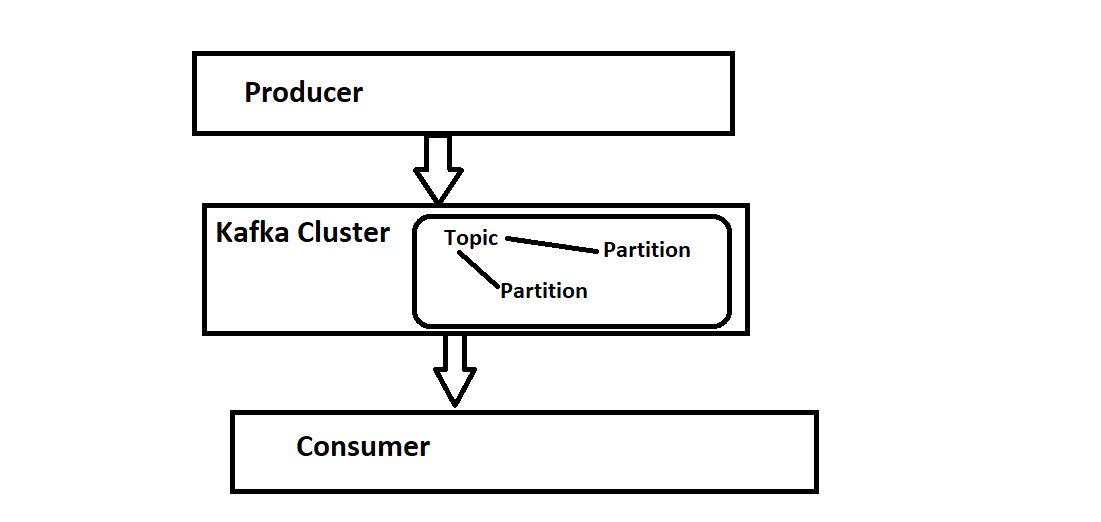 Producer
Kafka Cluster
Topic
Partition
Partition
Consumer